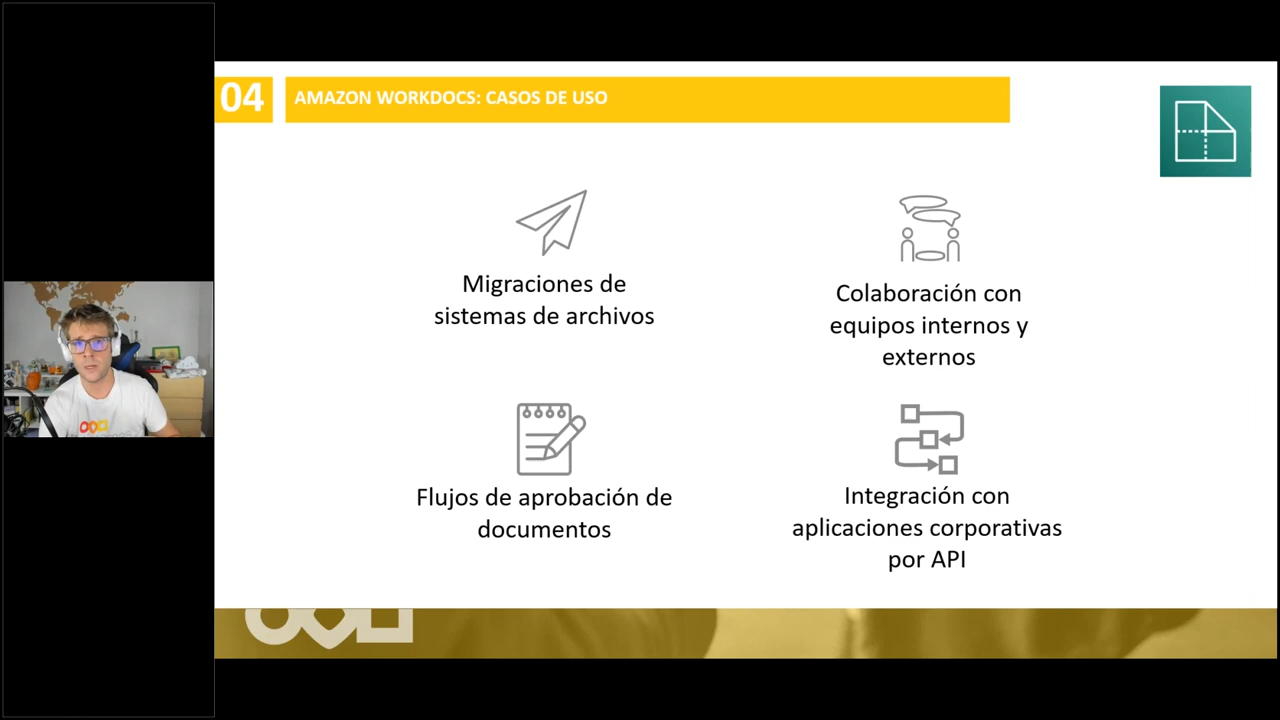 04
AMAZON WORKDOCS: CASOS DE USO
Migraciones de
sistemas de archivos
Colaboración con
equipos internos y
externos
Flujos de aprobación de
documentos
Integración con
aplicaciones corporativas
por API